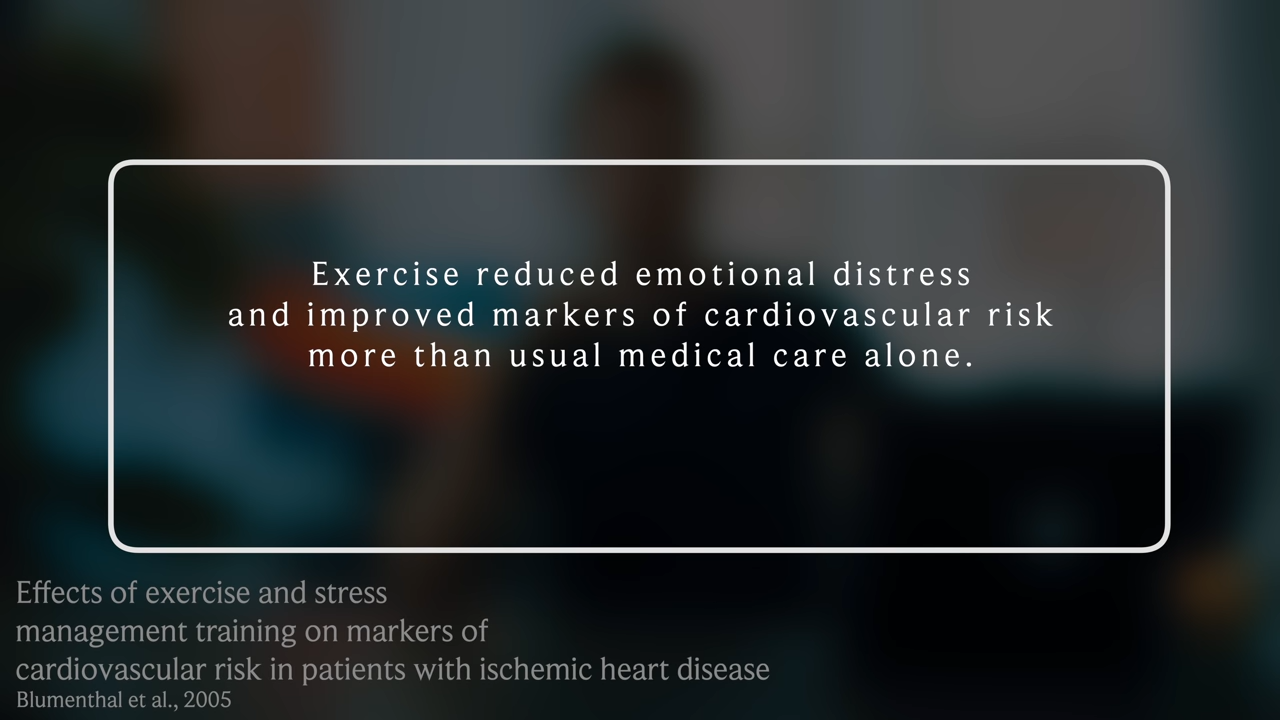 Exercise reduced emotional distress
and improved markers of cardiovascular risk
more than usual medical care alone.
Effects of exercise and stress
management training on markers of
cardiovascular risk in patients with ischemic heart disease
Blumenthal et al., 2005